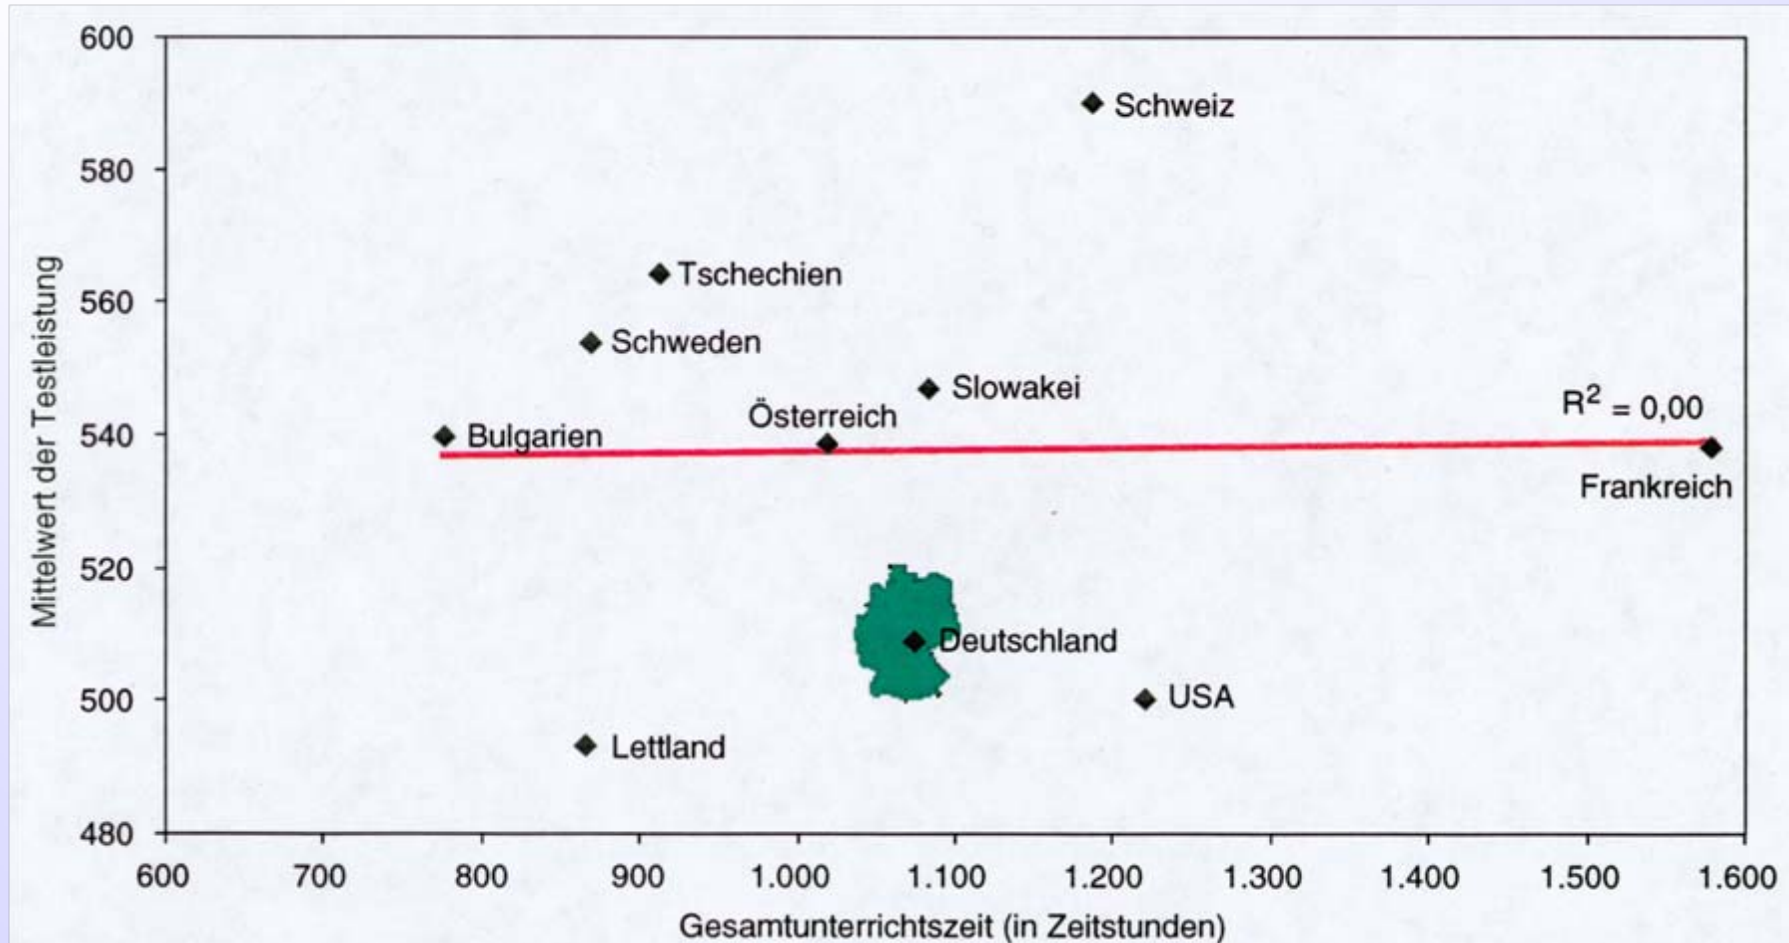 600
Schweiz
580
Tschechien
560
Schweden
Slowakei
Österreich
R² = 0,00
540
Bulgarien
Frankreich
520
Deutschland
500
USA
Lettland
480
600 700 800 900 1.000 1.100 1.200 1.300 1.400 1.500 1.600
Gesamtunterrichtszeit (in Zeitstunden)
Mittelwert der Testleistung